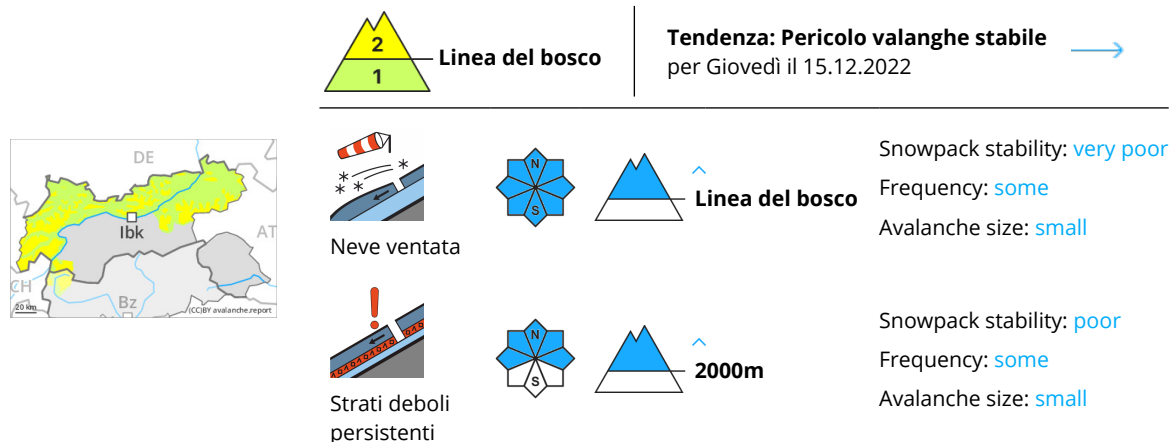 2
1
Linea del bosco
Tendenza: Pericolo valanghe stabile
per Giovedì il 15.12.2022
DE
Ibk
AT
CH
Bz
20 km
(CC)BY avalanche.report
Neve ventata
N
S
Linea del bosco
Snowpack stability: very poor
Frequency: some
Avalanche size: small
Strati deboli
persistenti
N
S
2000m
Snowpack stability: poor
Frequency: some
Avalanche size: small